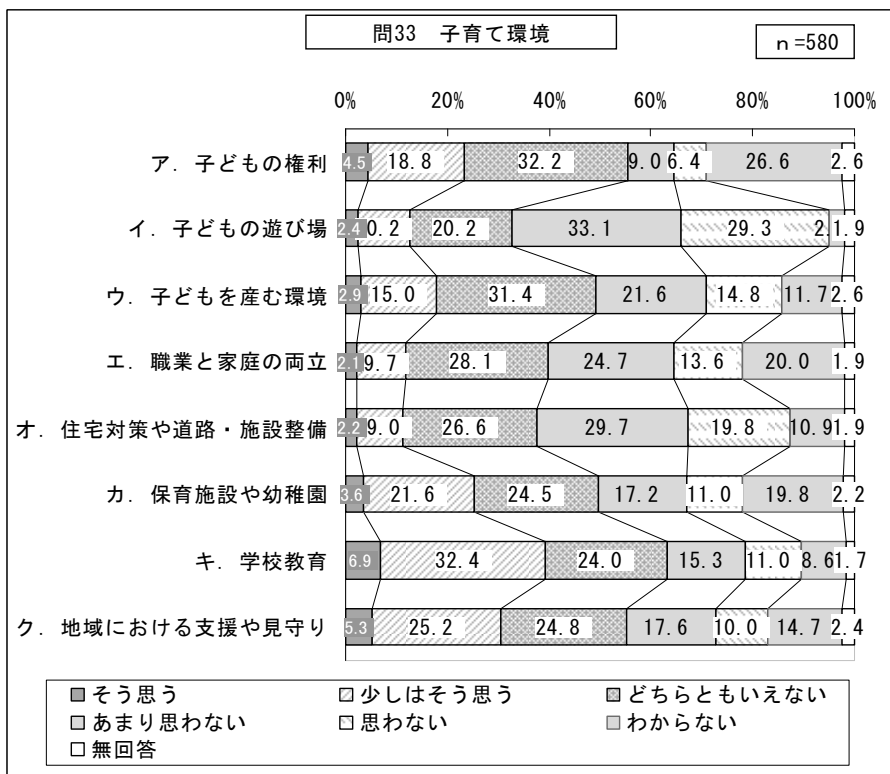 問33　子育て環境
ｎ=580
0% 20% 40% 60% 80% 100%
ア．子どもの権利 4.5 18.8 32.2 9.0 6.4 26.6 2.6
イ．子どもの遊び場 2.4 0.2 20.2 33.1 29.3 2.1 1.9
ウ．子どもを産む環境 2.9 15.0 31.4 21.6 14.8 11.7 2.6
エ．職業と家庭の両立 2.1 9.7 28.1 24.7 13.6 20.0 1.9
オ．住宅対策や道路・施設整備 2.2 9.0 26.6 29.7 19.8 10.9 1.9
カ．保育施設や幼稚園 3.6 21.6 24.5 17.2 11.0 19.8 2.2
キ．学校教育 6.9 32.4 24.0 15.3 11.0 8.6 1.7
ク．地域における支援や見守り 5.3 25.2 24.8 17.6 10.0 14.7 2.4
そう思う 少しはそう思う どちらともいえない
あまり思わない 思わない わからない
無回答